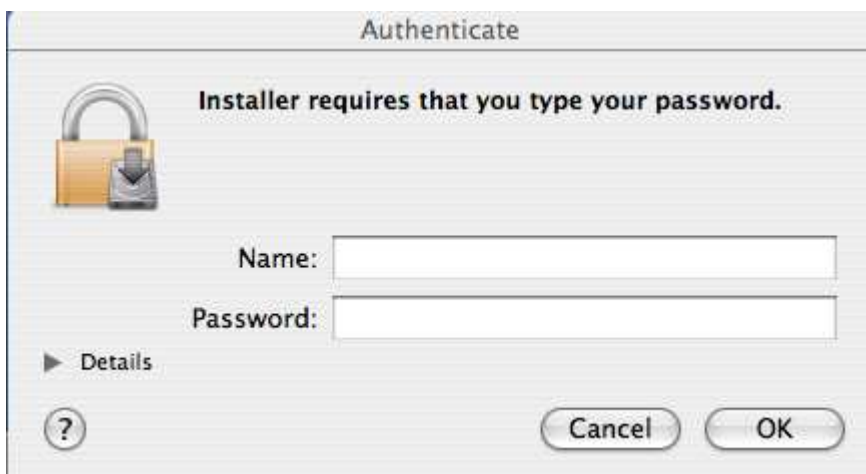 Authenticate
Installer requires that you type your password.
Name:
Password:
Details
?
Cancel
OK